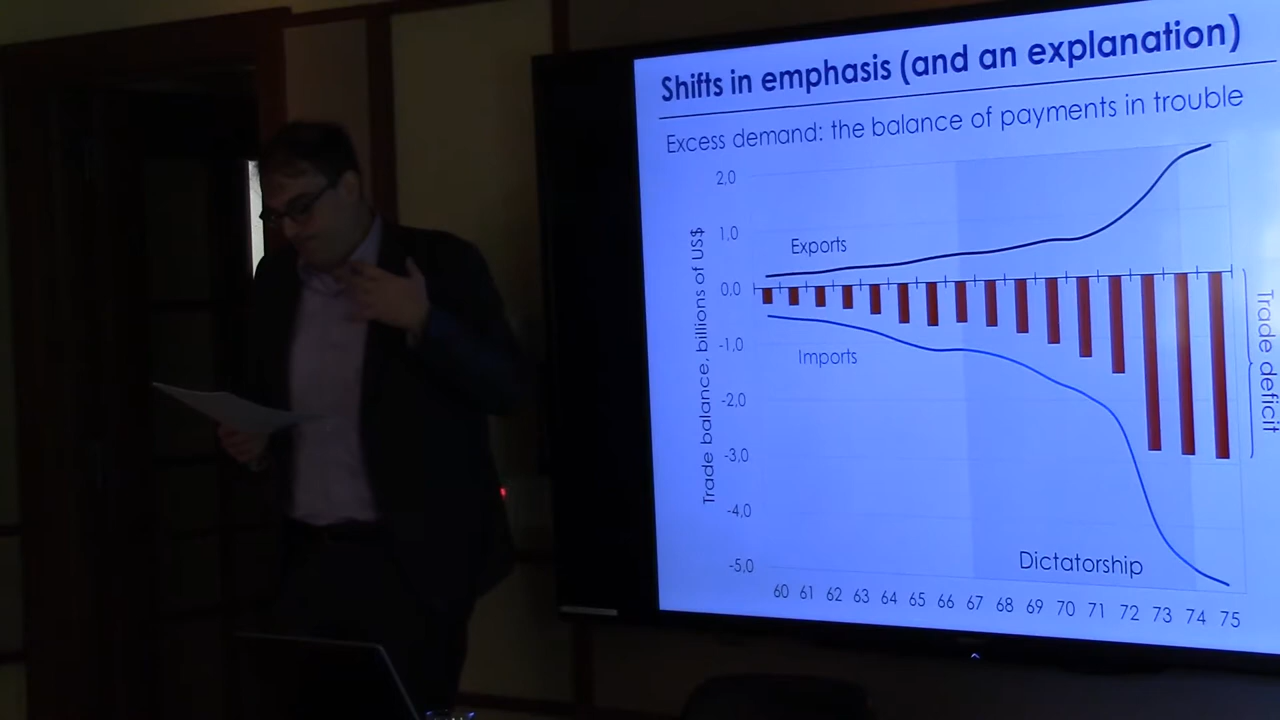 Shifts in emphasis (and an explanation)
Excess demand: the balance of payments in trouble
Trade balance, billions of US$
2,0
1,0
0.0
-1,0
-2,0
-3,0
-4,0
-5,0
Exports
Imports
Dictatorship
Trade deficit
60 61 62 63 64 65 66 67 68 69 70 71 72 73 74 75